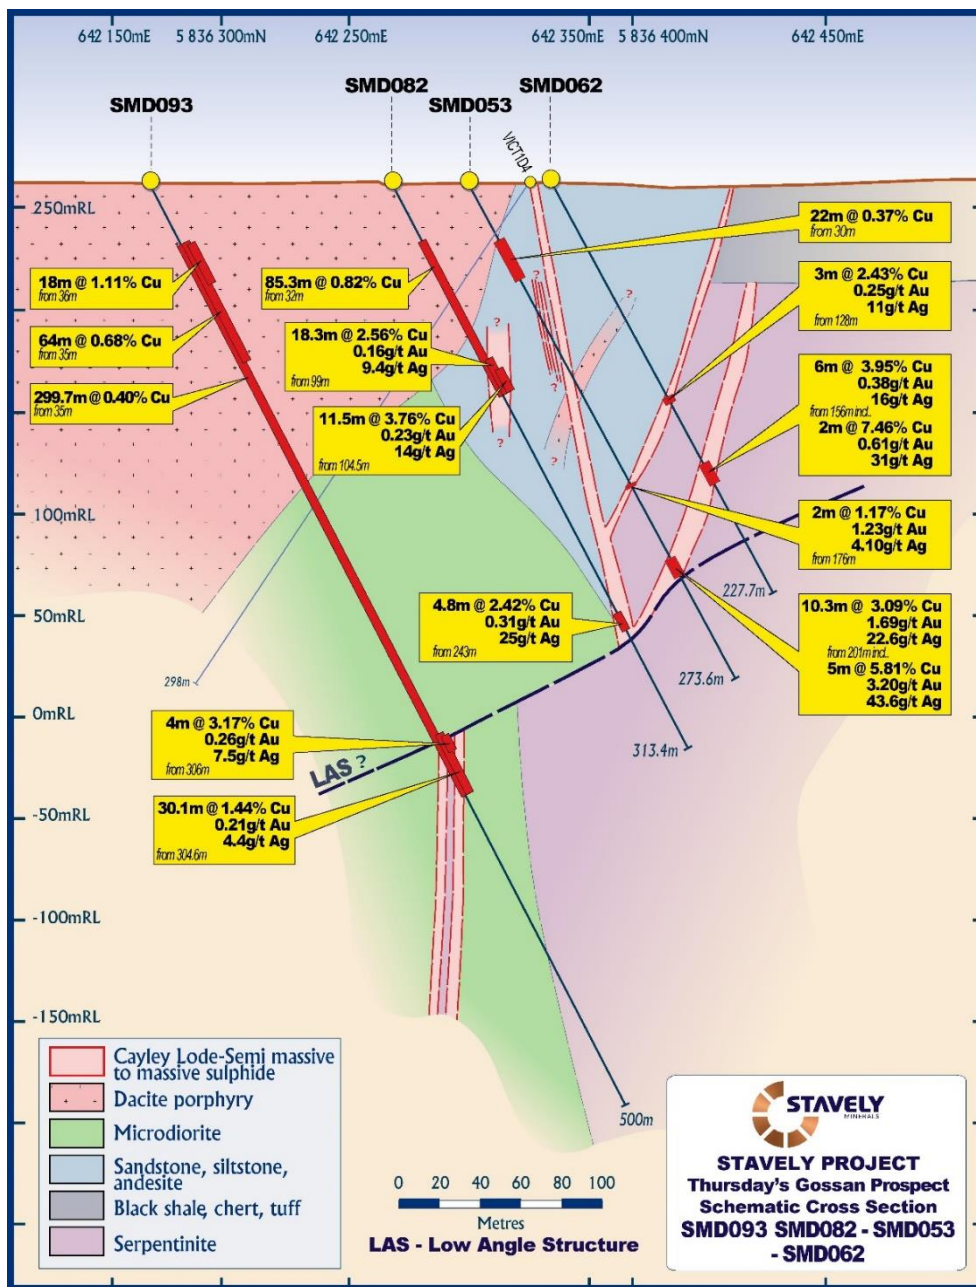 642 150mE 5 836 300mN 642 250mE 642 350mE 5 836 400mN 642 450mE
SMD093
SMD082
SMD053
SMD062
VICT1D4
250mRL
100mRL
50mRL
0mRL
-50mRL
-100mRL
-150mRL
18m @ 1.11% Cu
from 36m
64m @ 0.68% Cu
from 35m
299.7m @ 0.40% Cu
from 35m
85.3m @ 0.82% Cu
from 32m
18.3m @ 2.56% Cu
0.16g/t Au
9.4g/t Ag
from 99m
11.5m @ 3.76% Cu
0.23g/t Au
14g/t Ag
from 104.5m
?
?
?
?
?
?
22m @ 0.37% Cu
from 30m
3m @ 2.43% Cu
0.25g/t Au
11g/t Ag
from 128m
6m @ 3.95% Cu
0.38g/t Au
16g/t Ag
from 156m incl..
2m @ 7.46% Cu
0.61g/t Au
31g/t Ag
2m @ 1.17% Cu
1.23g/t Au
4.10g/t Ag
from 176m
10.3m @ 3.09% Cu
1.69g/t Au
22.6g/t Ag
from 201m incl..
5m @ 5.81% Cu
3.20g/t Au
43.6g/t Ag
4.8m @ 2.42% Cu
0.31g/t Au
25g/t Ag
from 243m
227.7m
273.6m
313.4m
298m
4m @ 3.17% Cu
0.26g/t Au
7.5g/t Ag
from 306m
LAS ?
30.1m @ 1.44% Cu
0.21g/t Au
4.4g/t Ag
from 304.6m
500m
Cayley Lode-Semi massive
to massive sulphide
Dacite porphyry
Microdiorite
Sandstone, siltstone,
andesite
Black shale, chert, tuff
Serpentinite
0 20 40 60 80 100
Metres
LAS - Low Angle Structure
STAVELY
MINERALS
STAVELY PROJECT
Thursday's Gossan Prospect
Schematic Cross Section
SMD093 SMD082 - SMD053
- SMD062